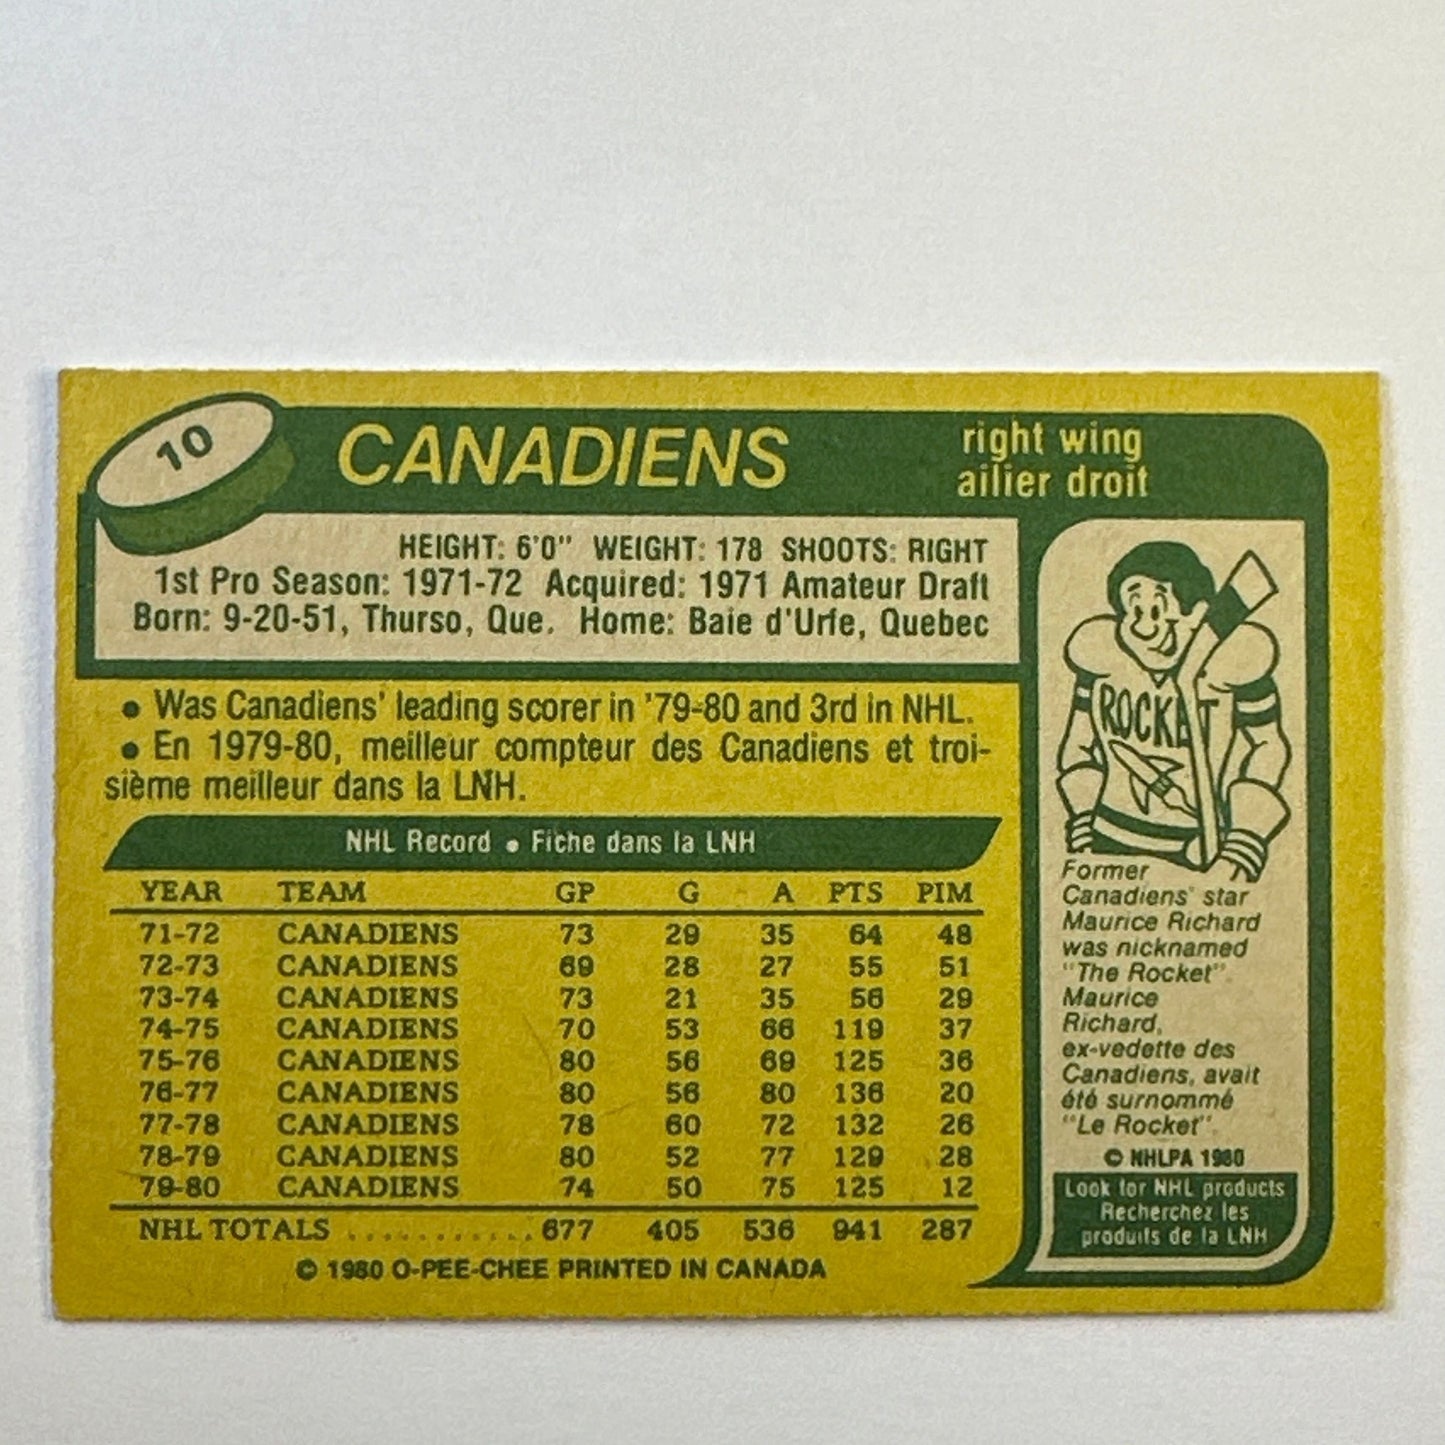 10
CANADIENS
right wing
ailier droit
HEIGHT: 6'0" WEIGHT: 178 SHOOTS: RIGHT
1st Pro Season: 1971-72 Acquired: 1971 Amateur Draft
Born: 9-20-51, Thurso, Que. Home: Baie d'Urfe, Quebec
• Was Canadiens' leading scorer in '79-80 and 3rd in NHL.
• En 1979-80, meilleur compteur des Canadiens et troi-
sième meilleur dans la LNH.
NHL Record • Fiche dans la LNH
YEAR TEAM GP G A PTS PIM
71-72 CANADIENS 73 29 35 64 48
72-73 CANADIENS 69 28 27 55 51
73-74 CANADIENS 73 21 35 56 29
74-75 CANADIENS 70 53 66 119 37
75-76 CANADIENS 80 56 69 125 36
76-77 CANADIENS 80 56 80 136 20
77-78 CANADIENS 78 60 72 132 26
78-79 CANADIENS 80 52 77 129 28
79-80 CANADIENS 74 50 75 125 12
NHL TOTALS ............ 677 405 536 941 287
© 1980 O-PEE-CHEE PRINTED IN CANADA
ROCKET
Former
Canadiens' star
Maurice Richard
was nicknamed
"The Rocket".
Maurice
Richard,
ex-vedette des
Canadiens, avait
été surnommé
"Le Rocket".
© NHLPA 1980
Look for NHL products
Recherchez les
produits de la LNH